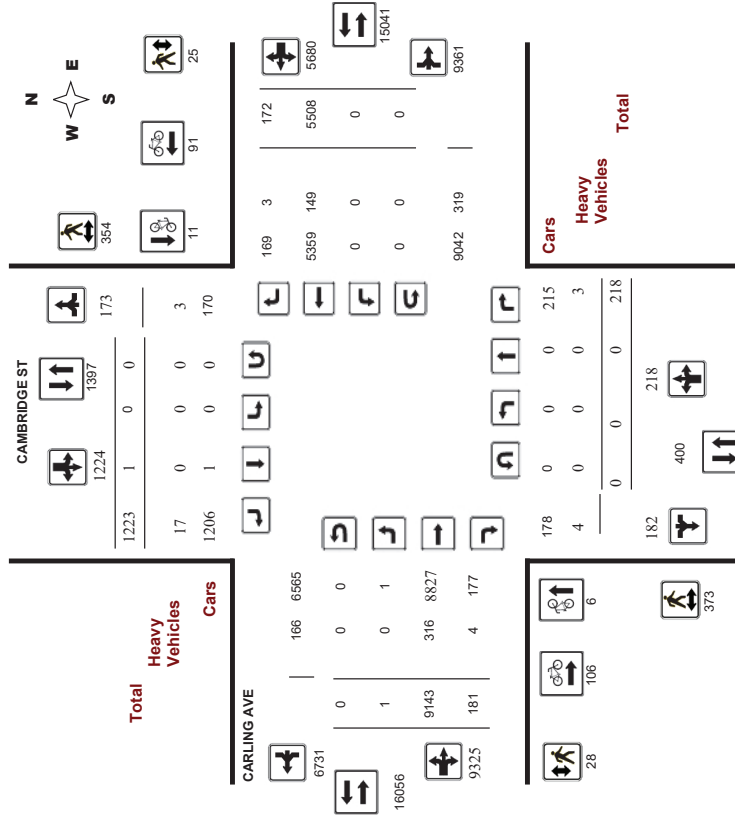 N
W E
S
CAMBRIDGE ST
354
25
11
91
1224
1397
173
1223 1 0 0
17 0 0 0 3
1206 1 0 0 170
Total
Heavy
Vehicles
Cars
CARLING AVE
6731
166 6565
16056
0 0 0
1 0 1
9143 316 8827
181 4 177
9325
169 3 172
5359 149 5508
0 0 0
0 0 0
9042 319
5680
15041
9361
178 0 0 0 215
4 0 0 0 3
0 0 0 218
182
400
218
Cars
Heavy
Vehicles
Total
28
106
6
373